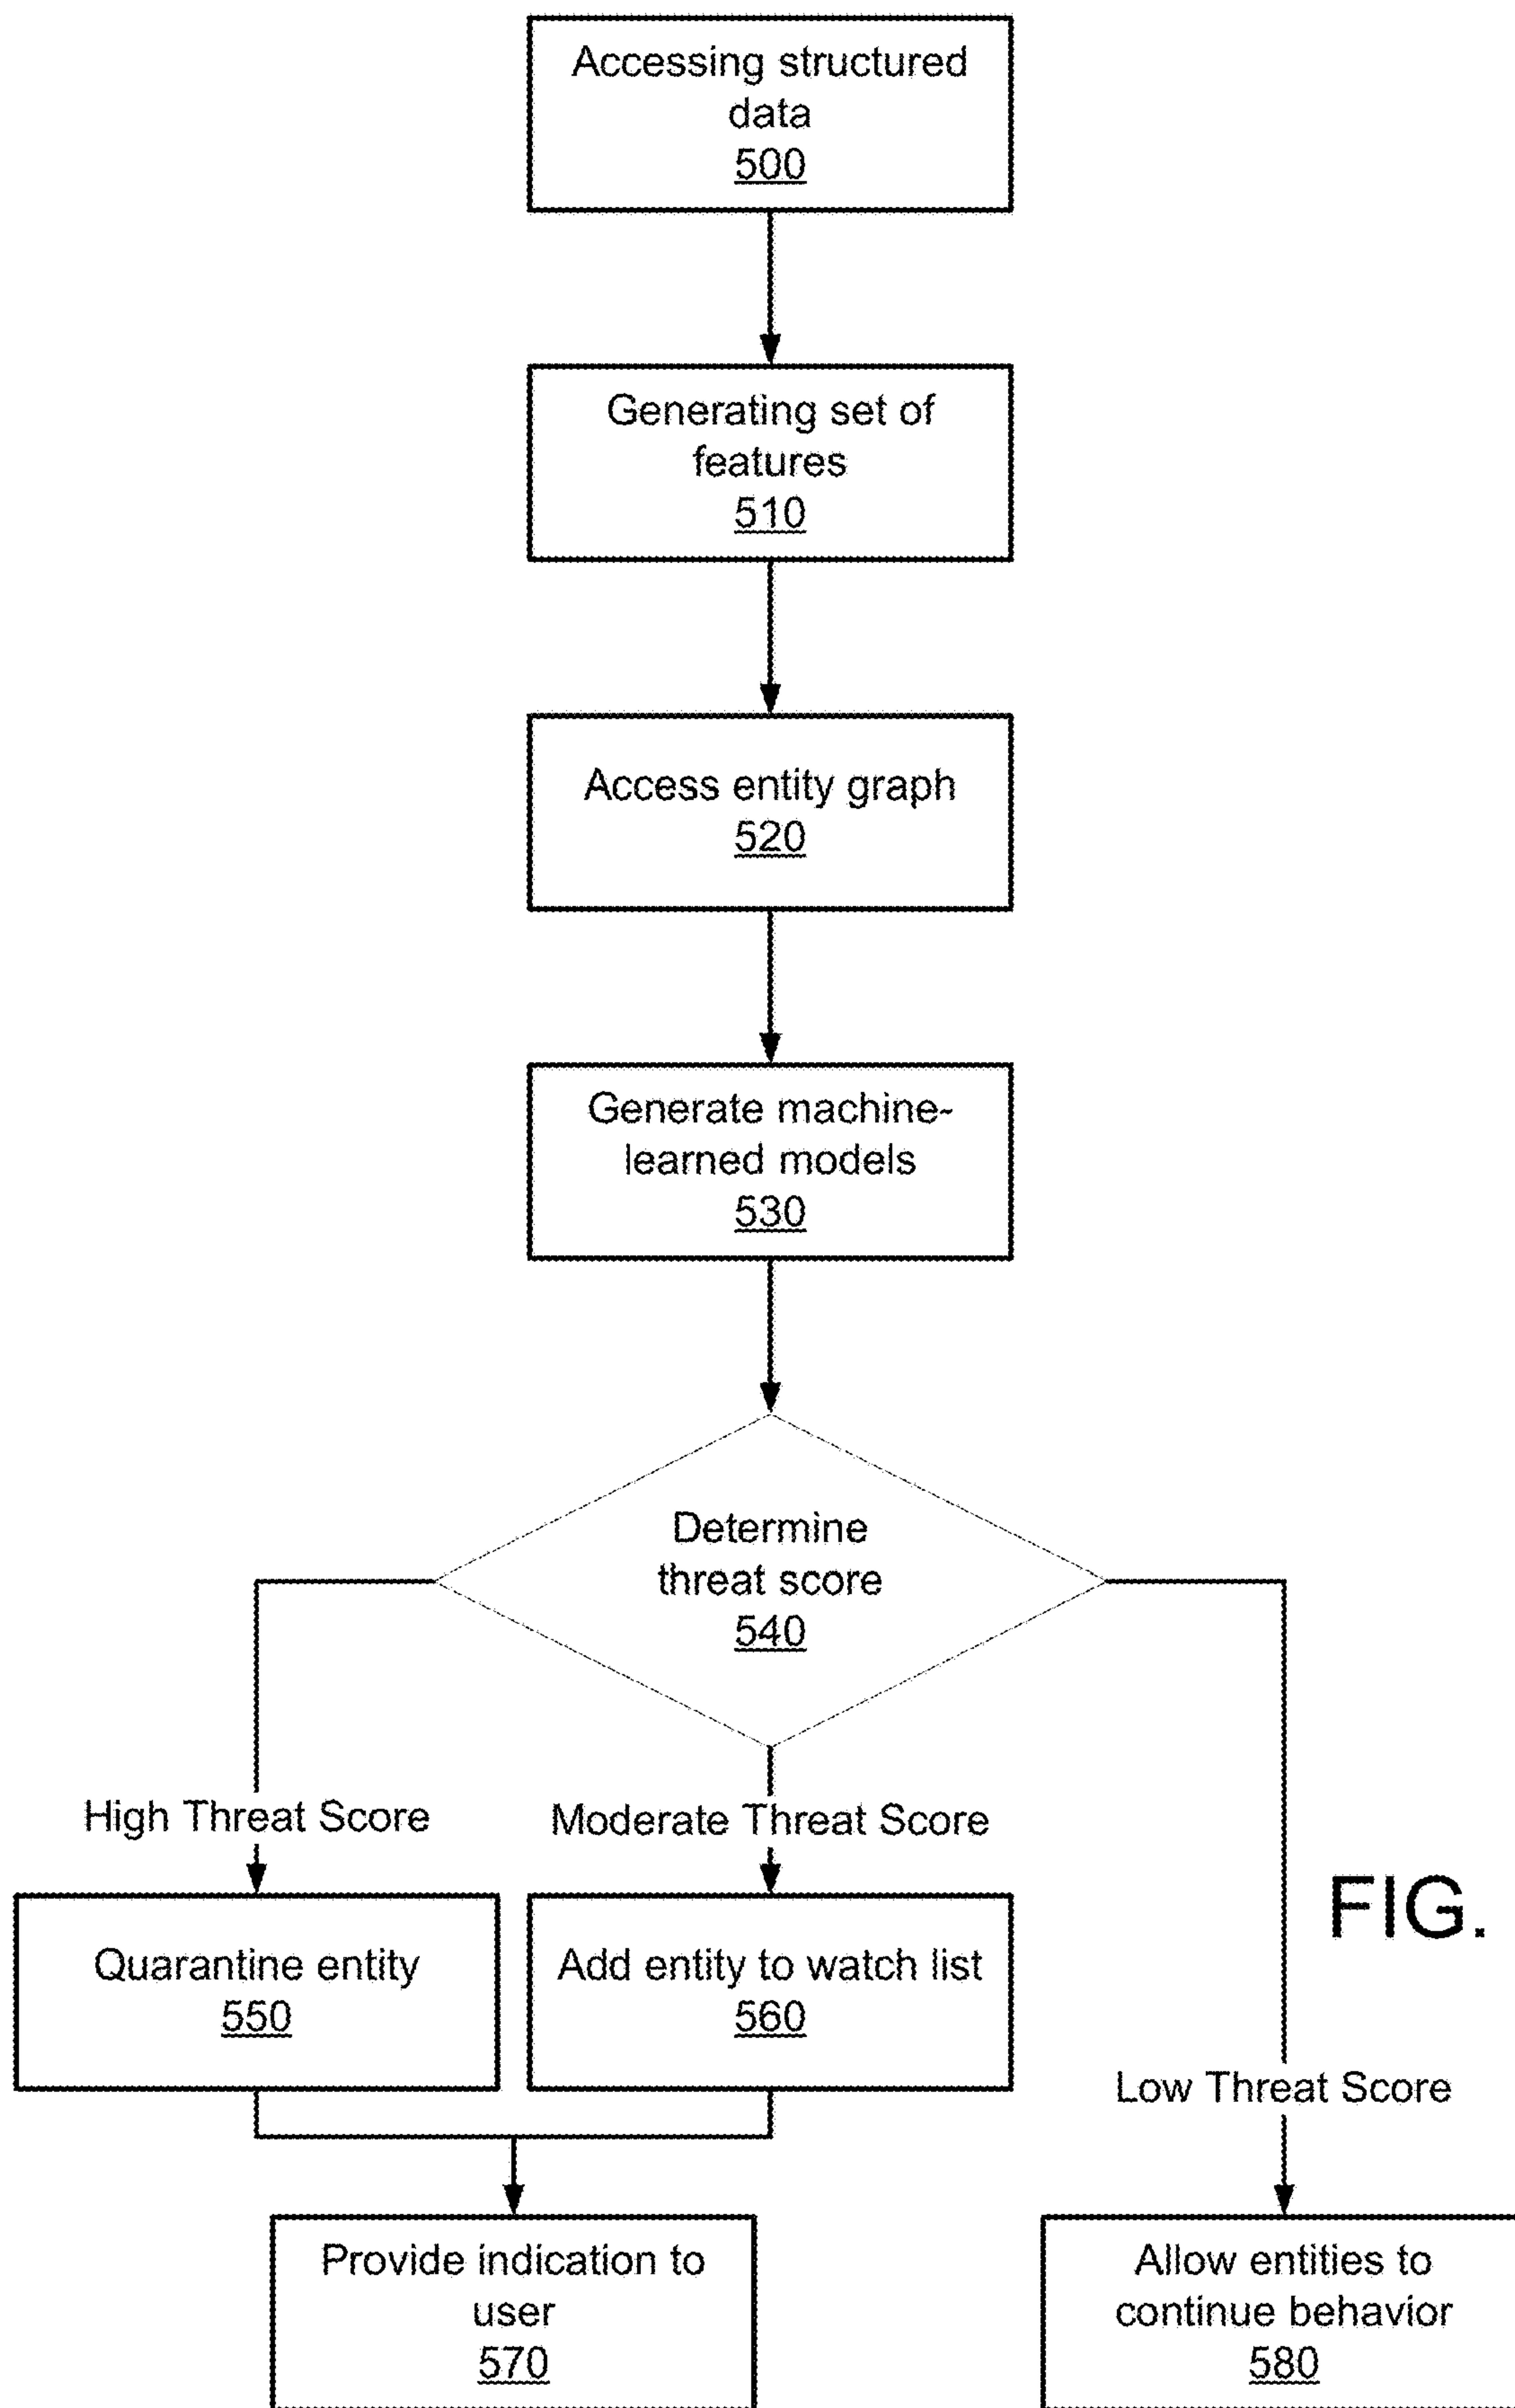 Accessing structured
data
500
Generating set of
features
510
Access entity graph
520
Generate machine-
learned models
530
Determine
threat score
540
High Threat Score
Moderate Threat Score
Quarantine entity
550
Add entity to watch list
560
FIG.
Low Threat Score
Provide indication to
user
570
Allow entities to
continue behavior
580